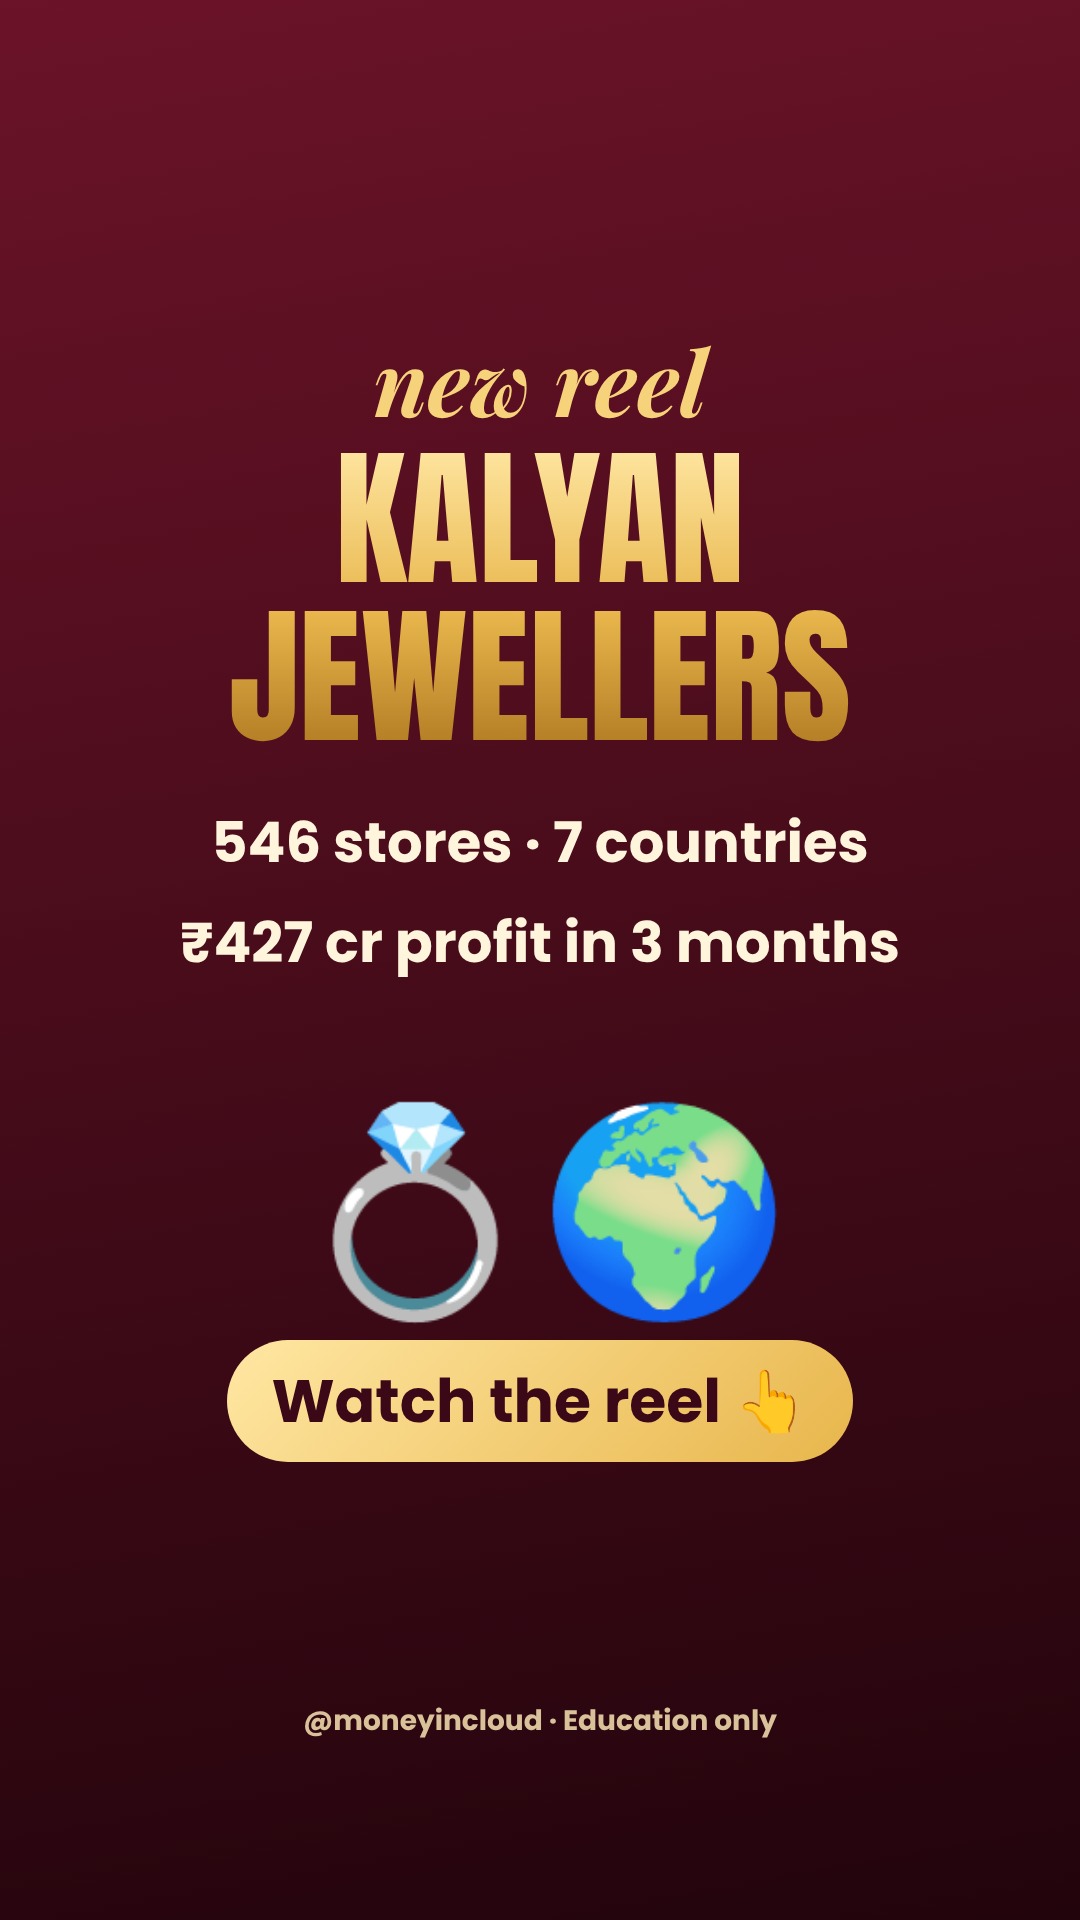 new reel
KALYAN
JEWELLERS
546 stores · 7 countries
₹427 cr profit in 3 months
Watch the reel 👆
@moneyincloud · Education only